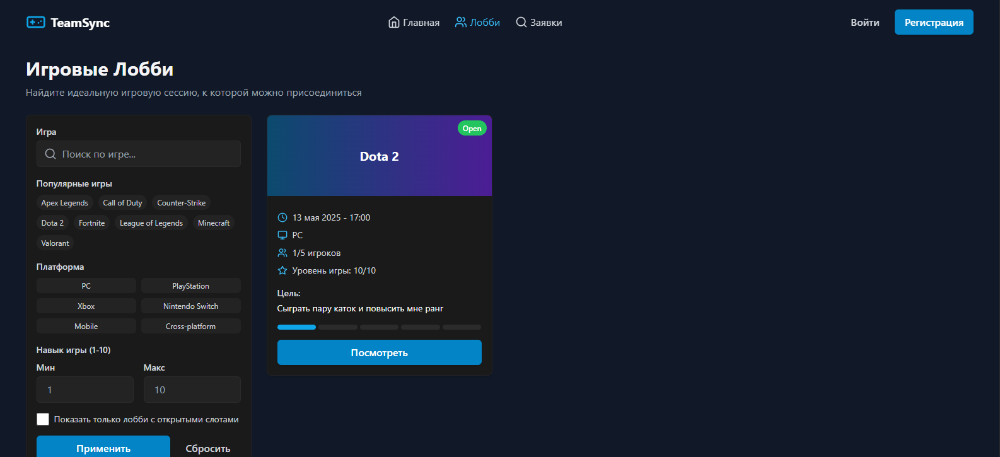 TeamSync
Главная
Лобби
Заявки
Войти
Регистрация
Игровые Лобби
Найдите идеальную игровую сессию, к которой можно присоединиться
Игра
Поиск по игре...
Популярные игры
Apex Legends
Call of Duty
Counter-Strike
Dota 2
Fortnite
League of Legends
Minecraft
Valorant
Платформа
PC
PlayStation
Xbox
Nintendo Switch
Mobile
Cross-platform
Навык игры (1-10)
Мин
Макс
1
10
Показать только лобби с открытыми слотами
Применить
Сбросить
Open
Dota 2
13 мая 2025 - 17:00
PC
1/5 игроков
Уровень игры: 10/10
Цель:
Сыграть пару каток и повысить мне ранг
Посмотреть